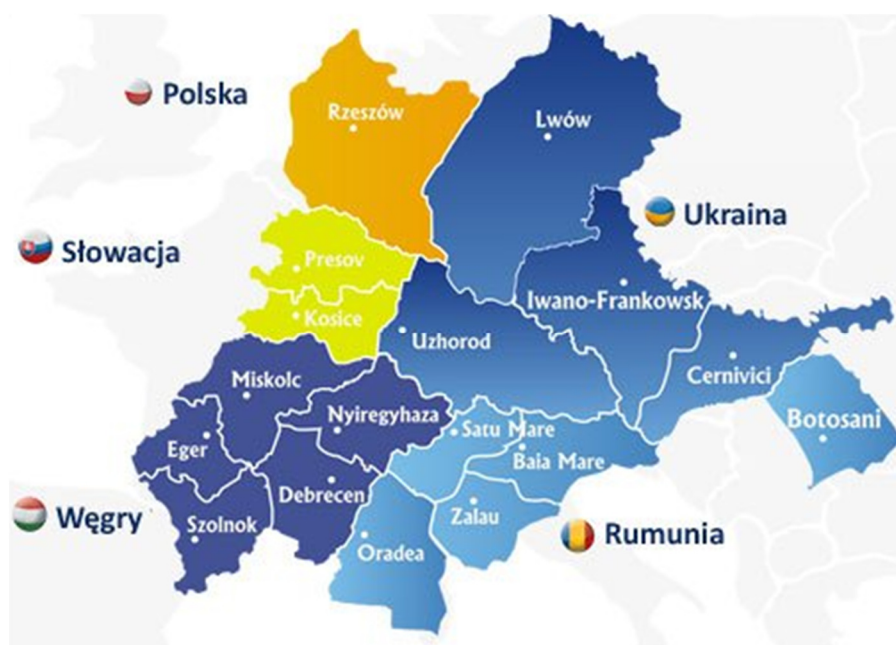 Polska
Rzeszów
Lwów
Ukraina
Słowacja
Presov
Kosice
Iwano-Frankowsk
Uzhorod
Cernivici
Miskolc
Nyiregyhaza
Satu Mare
Botosani
Eger
Baia Mare
Debrecen
Węgry
Szolnok
Zalau
Oradea
Rumunia